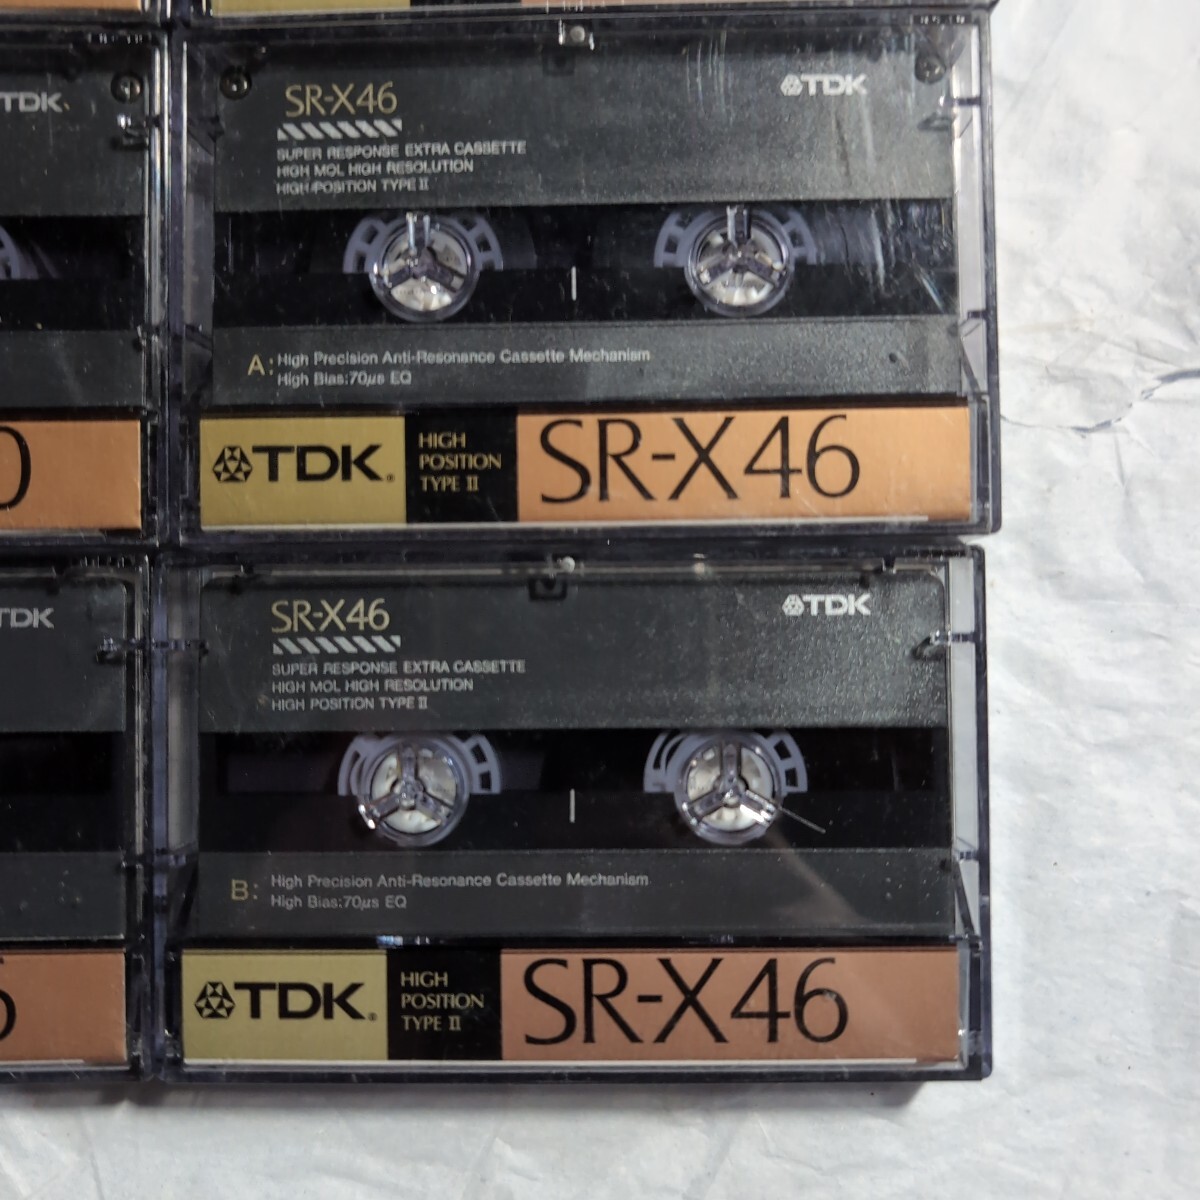 TDK
SR-X46
TDK
SUPER RESPONSE EXTRA CASSETTE
HIGH MOL HIGH RESOLUTION
HIGH POSITION TYPE II
A: High Precision Anti-Resonance Cassette Mechanism
High Bias:70μs EQ
0
TDK.
HIGH
POSITION
TYPE II
SR-X46
TDK
SR-X46
TDK
SUPER RESPONSE EXTRA CASSETTE
HIGH MOL HIGH RESOLUTION
HIGH POSITION TYPE II
B: High Precision Anti-Resonance Cassette Mechanism
High Bias:70μs EQ
TDK.
HIGH
POSITION
TYPE II
SR-X46